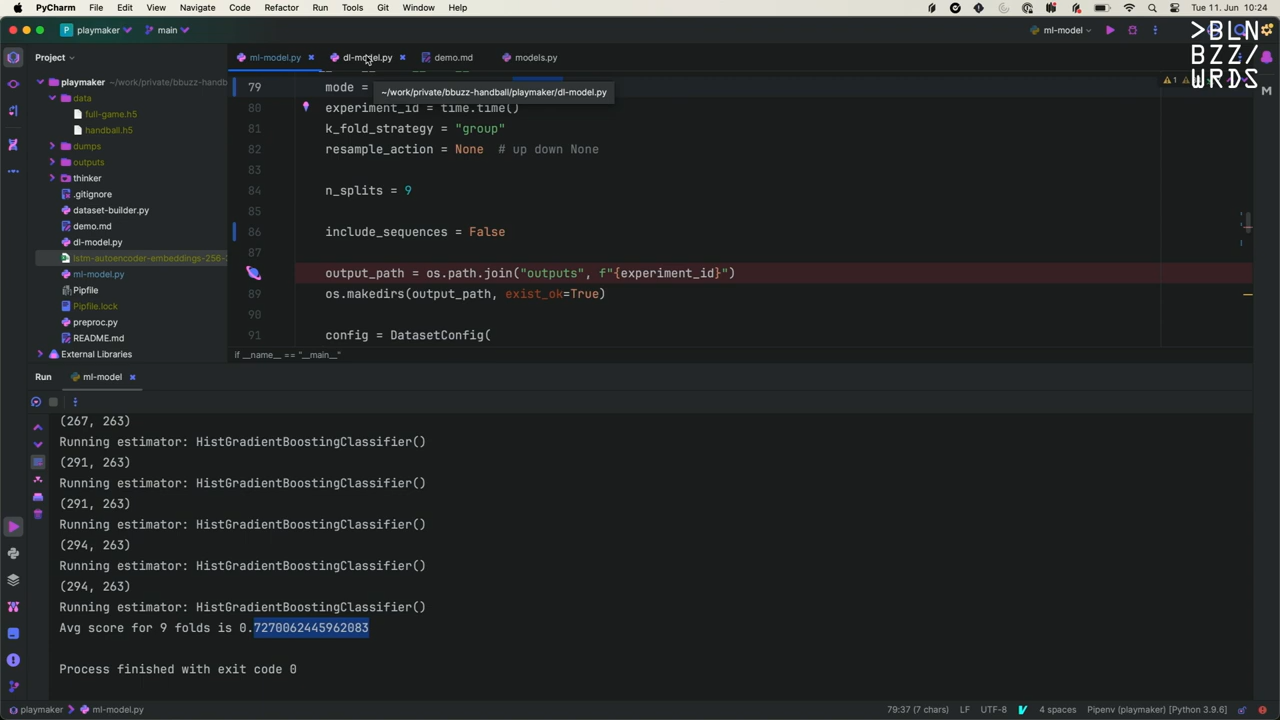 PyCharm File Edit View Navigate Code Refactor Run Tools Git Window Help Tue 11. Jun 10:24
playmaker main ml-model
>BLN
BZZ/
WRDS
Project
ml-model.py dl-model.py demo.md models.py
~/work/private/bbuzz-handball/playmaker/dl-model.py
playmaker ~/work/private/bbuzz-handb
data
full-game.h5
handball.h5
dumps
outputs
thinker
.gitignore
dataset-builder.py
demo.md
dl-model.py
lstm-autoencoder-embeddings-256-
ml-model.py
Pipfile
Pipfile.lock
preproc.py
README.md
External Libraries
79 mode =
80 experiment_id = time.time()
81 k_fold_strategy = "group"
82 resample_action = None # up down None
83
84 n_splits = 9
85
86 include_sequences = False
87
output_path = os.path.join("outputs", f"{experiment_id}")
89 os.makedirs(output_path, exist_ok=True)
90
91 config = DatasetConfig(
if __name__ == "__main__"
Run ml-model
(267, 263)
Running estimator: HistGradientBoostingClassifier()
(291, 263)
Running estimator: HistGradientBoostingClassifier()
(291, 263)
Running estimator: HistGradientBoostingClassifier()
(294, 263)
Running estimator: HistGradientBoostingClassifier()
(294, 263)
Running estimator: HistGradientBoostingClassifier()
Avg score for 9 folds is 0.7270062445962083
Process finished with exit code 0
playmaker ml-model.py 79:37 (7 chars) LF UTF-8 4 spaces Pipenv (playmaker) [Python 3.9.6]